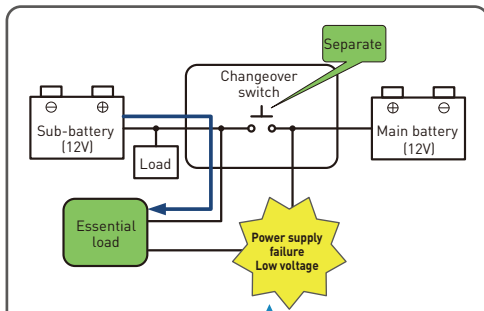 Separate
Changeover
switch
⊖ ⊕
Sub-battery
(12V)
Load
⊕ ⊖
Main battery
(12V)
Essential
load
Power supply
failure
Low voltage